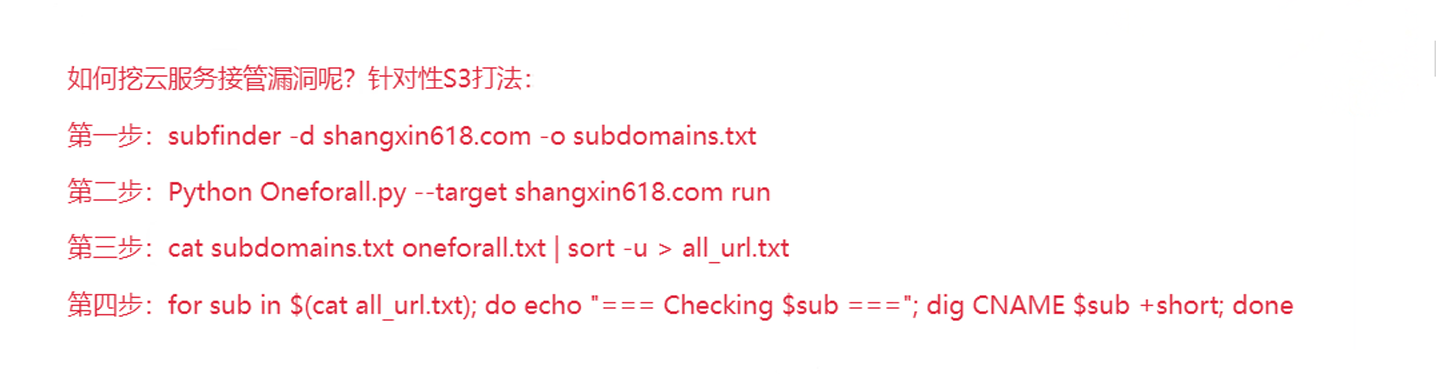 如何挖云服务接管漏洞呢？针对性S3打法：
第一步：subfinder -d shangxin618.com -o subdomains.txt
第二步：Python Oneforall.py --target shangxin618.com run
第三步：cat subdomains.txt oneforall.txt | sort -u > all_url.txt
第四步：for sub in $(cat all_url.txt); do echo "=== Checking $sub ==="; dig CNAME $sub +short; done